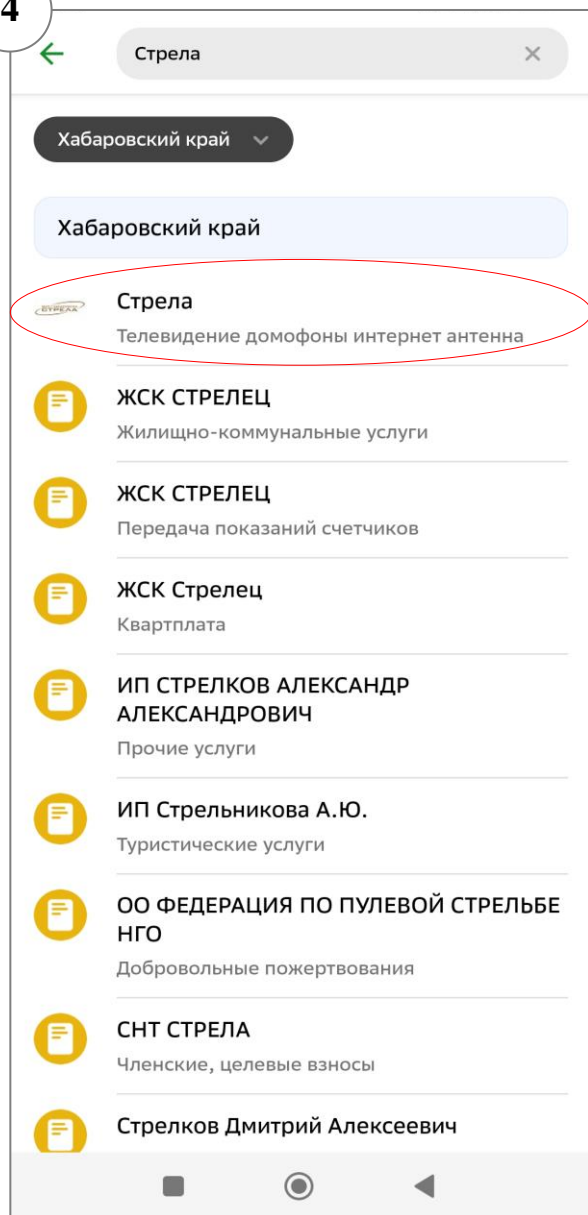 4
Стрела
Хабаровский край
Хабаровский край
СТРЕЛА
Стрела
Телевидение домофоны интернет антенна
ЖСК СТРЕЛЕЦ
Жилищно-коммунальные услуги
ЖСК СТРЕЛЕЦ
Передача показаний счетчиков
ЖСК Стрелец
Квартплата
ИП СТРЕЛКОВ АЛЕКСАНДР
АЛЕКСАНДРОВИЧ
Прочие услуги
ИП Стрельникова А.Ю.
Туристические услуги
ОО ФЕДЕРАЦИЯ ПО ПУЛЕВОЙ СТРЕЛЬБЕ
НГО
Добровольные пожертвования
СНТ СТРЕЛА
Членские, целевые взносы
Стрелков Дмитрий Алексеевич